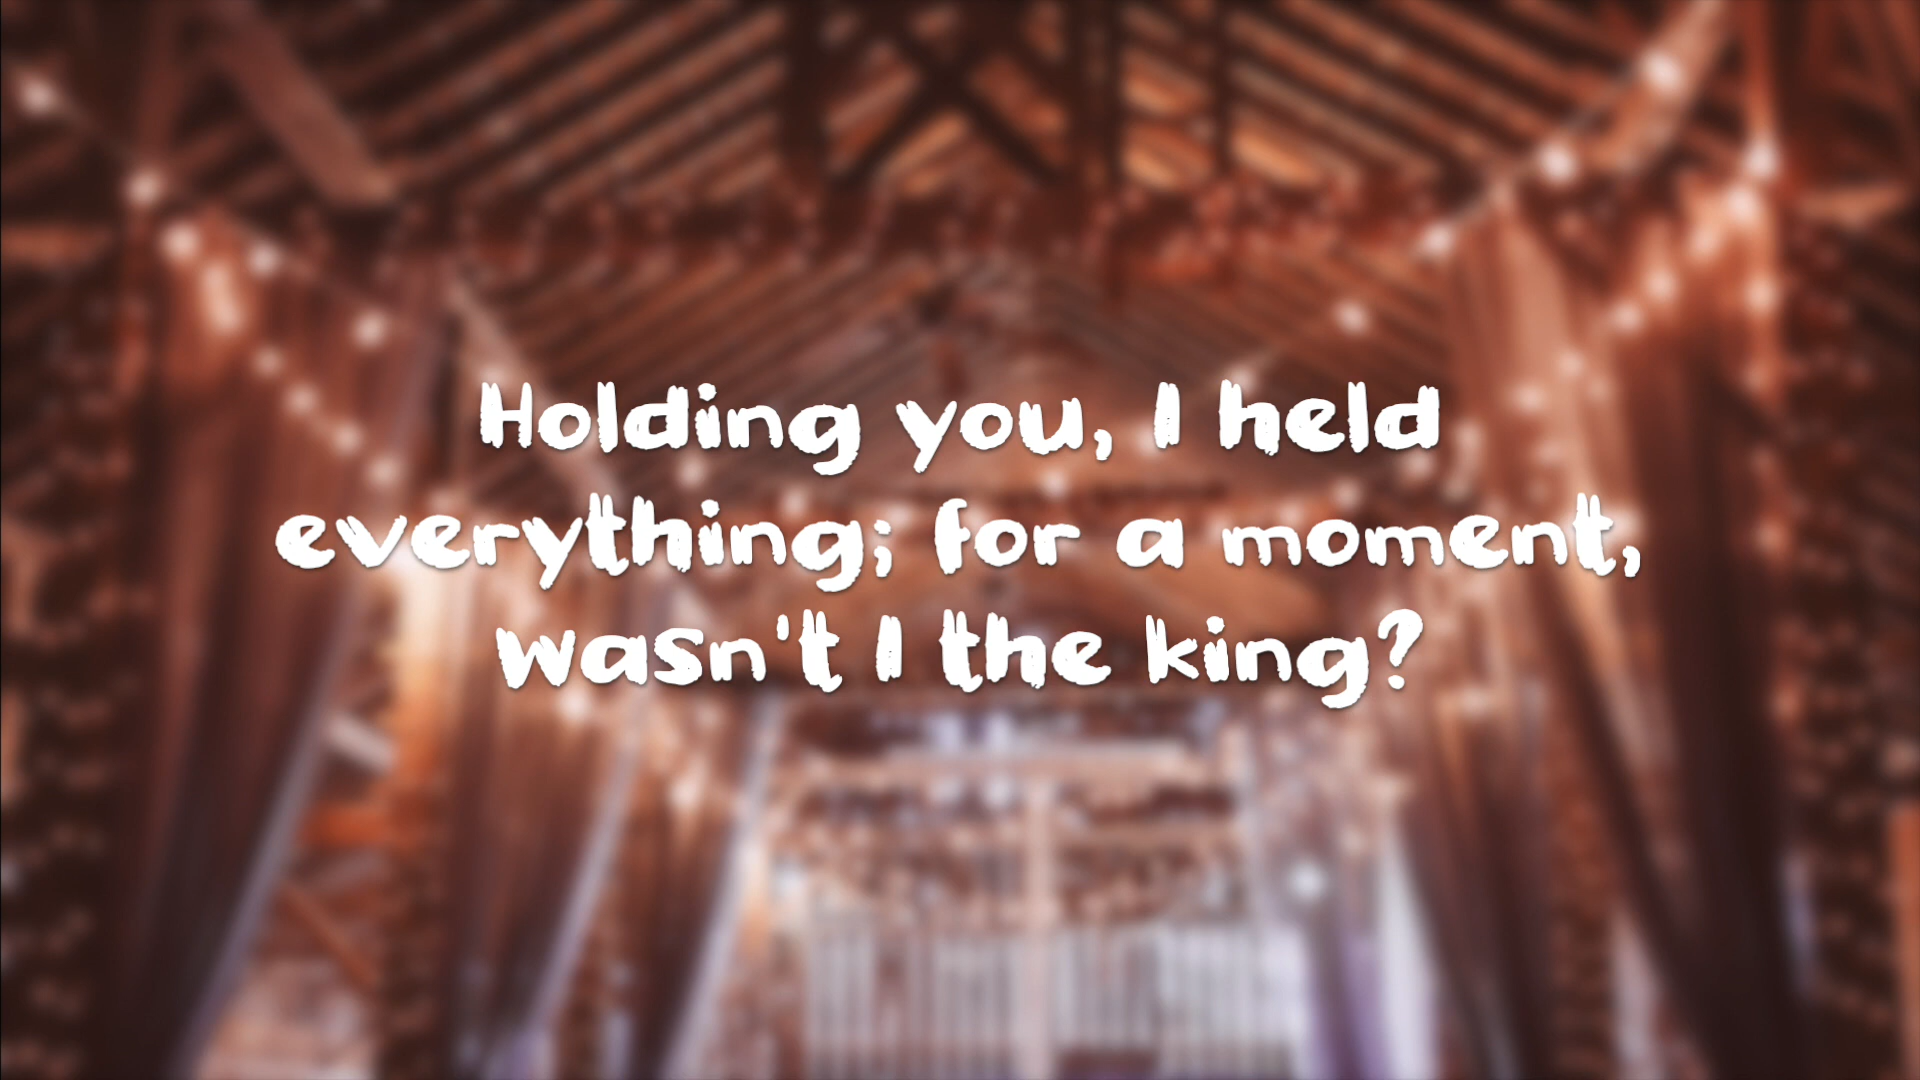 Holding you, I held
everything; for a moment,
wasn't I the king?